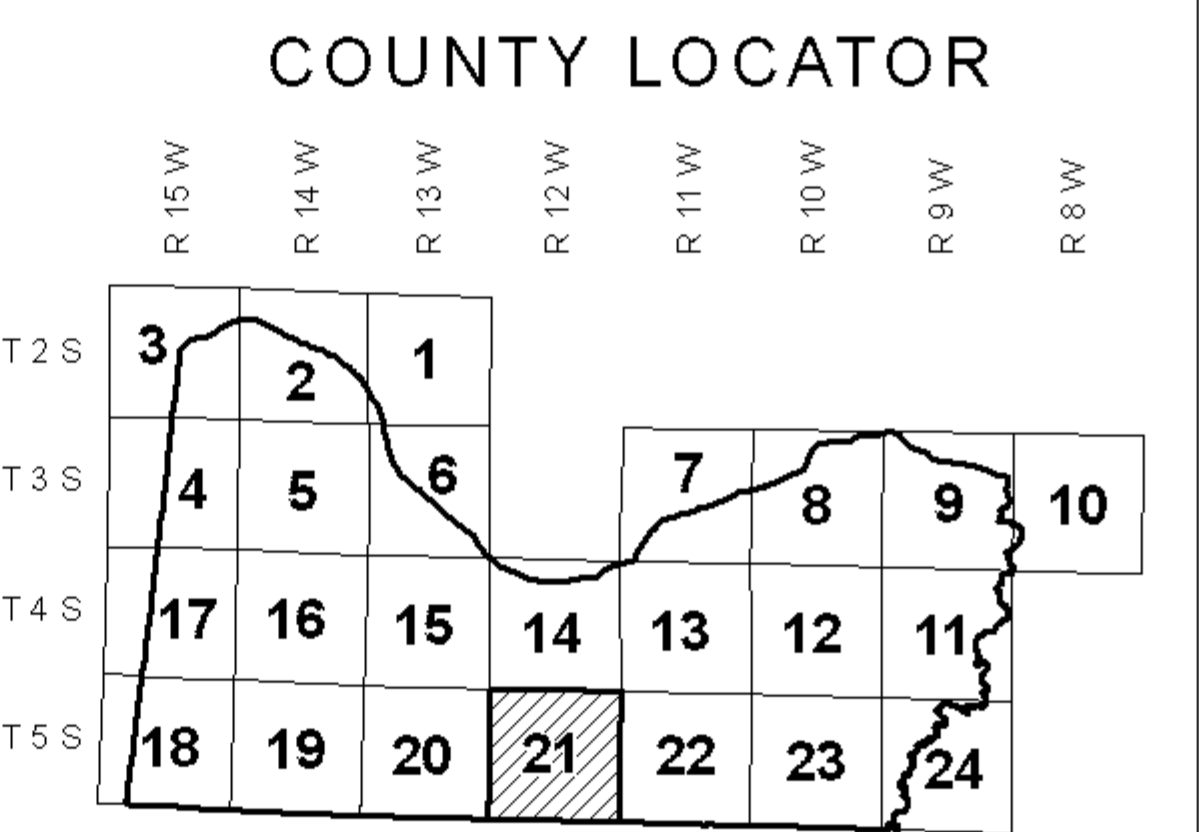 COUNTY LOCATOR
R 15 W R 14 W R 13 W R 12 W R 11 W R 10 W R 9 W R 8 W
T 2 S 3 2 1
T 3 S 4 5 6 7 8 9 10
T 4 S 17 16 15 14 13 12 11
T 5 S 18 19 20 21 22 23 24